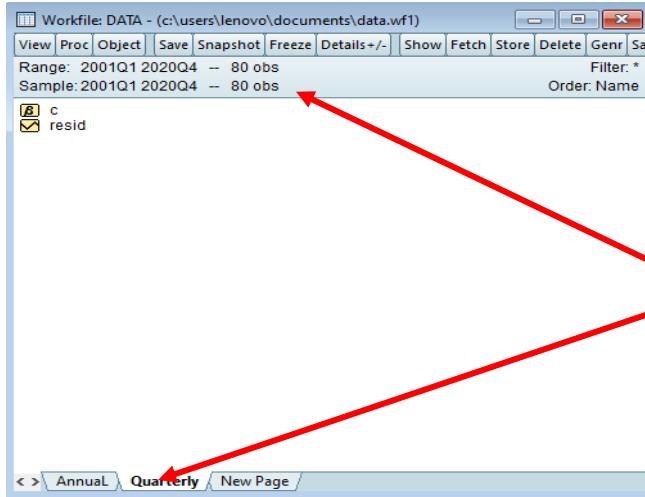 Workfile: DATA - (c:\users\lenovo\documents\data.wf1)
View Proc Object Save Snapshot Freeze Details+/- Show Fetch Store Delete Genr Sa
Range: 2001Q1 2020Q4 -- 80 obs Filter: *
Sample: 2001Q1 2020Q4 -- 80 obs Order: Name
B c
resid
< > AnnuaL Quarterly New Page